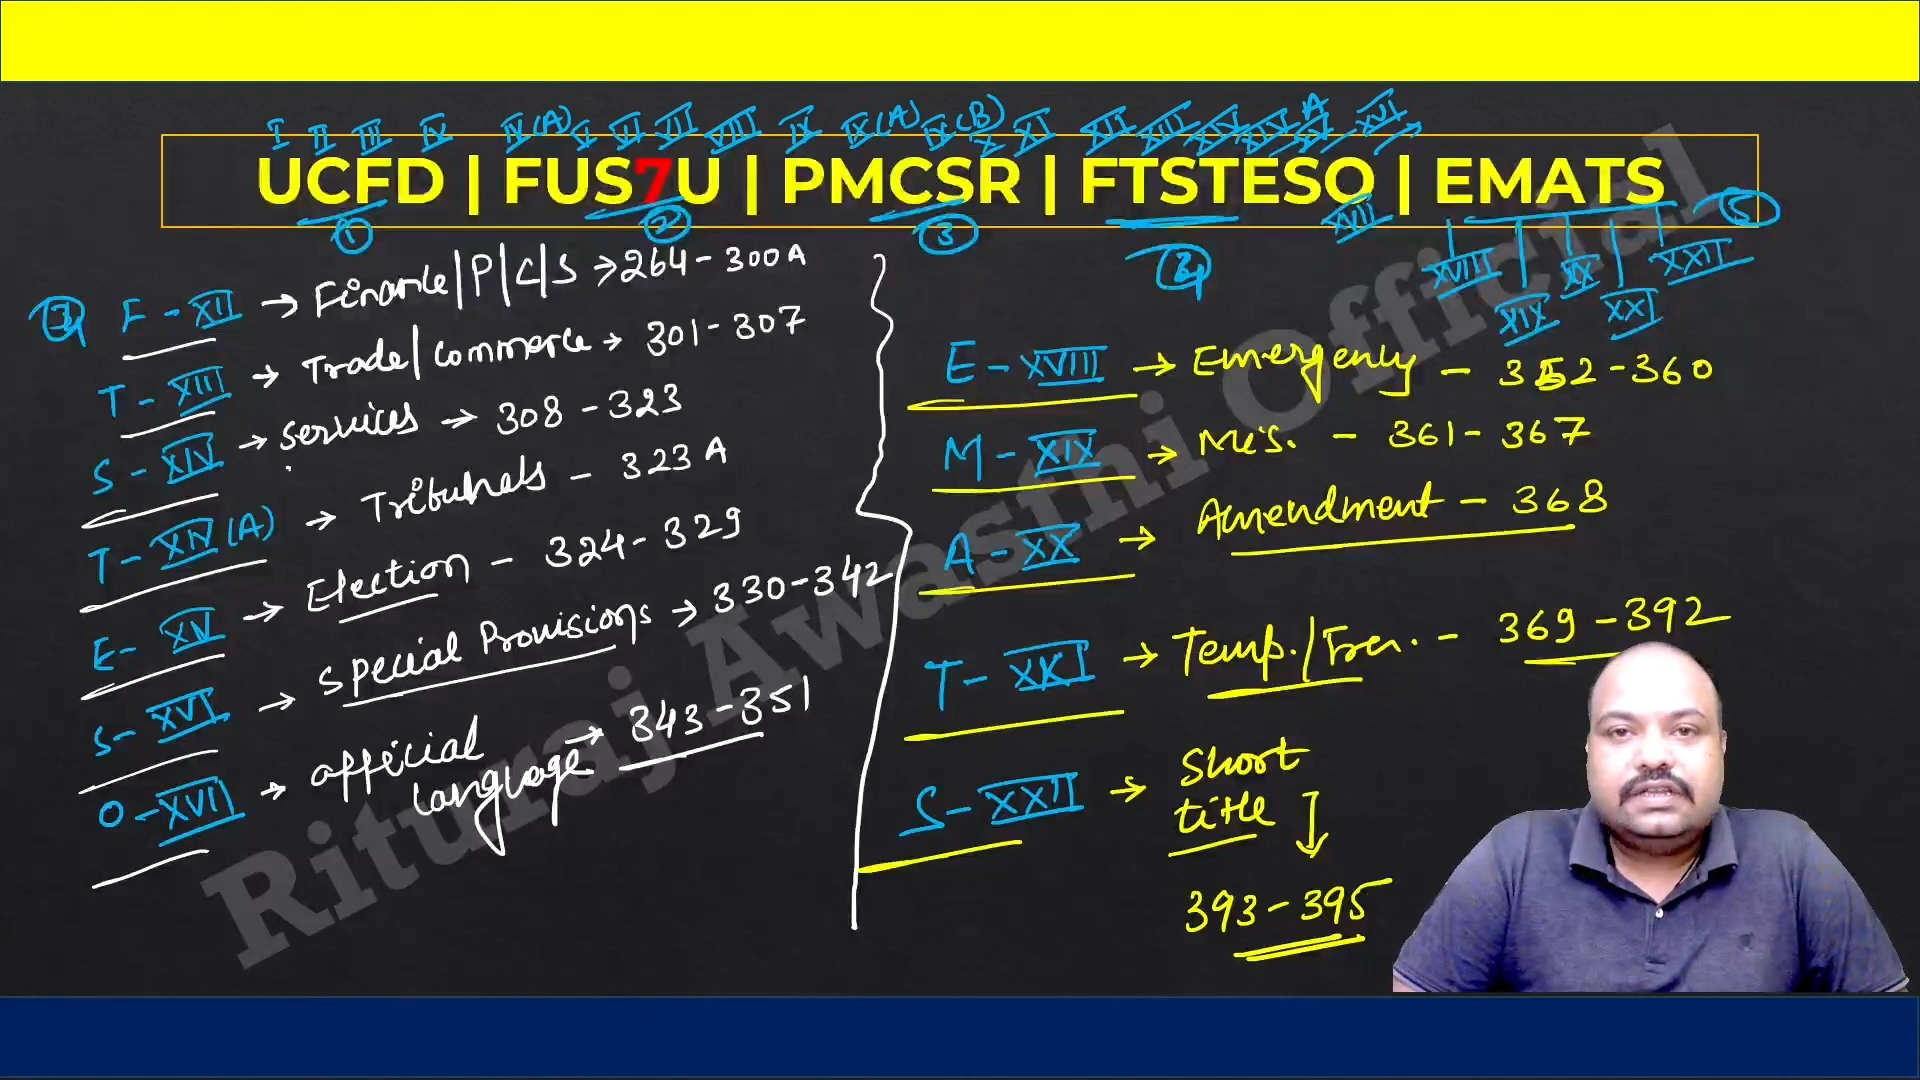 I II III IV IV(A) V VI VII VIII IX IX(A) IX(B) X XI XII XIII XIV XIV A XV XVI
UCFD | FUS7U | PMCSR | FTSTESO | EMATS
1 2 3 4 XVII 5
XVIII XIX XX XXI XXII
4 F - XII → Finance/P/C/S → 264 - 300A
T - XIII → Trade/Commerce → 301 - 307
S - XIV → Services → 308 - 323
T - XIV(A) → Tribunals - 323A
E - XV → Election - 324 - 329
S - XVI → Special Provisions → 330-342
O - XVII → official
language → 343-351
E - XVIII → Emergency - 352 - 360
M - XIX → Mis. - 361 - 367
A - XX → Amendment - 368
T - XXI → Temp./Tran. - 369 - 392
S - XXII → Short
title
393 - 395
Rituraj Awasthi Official